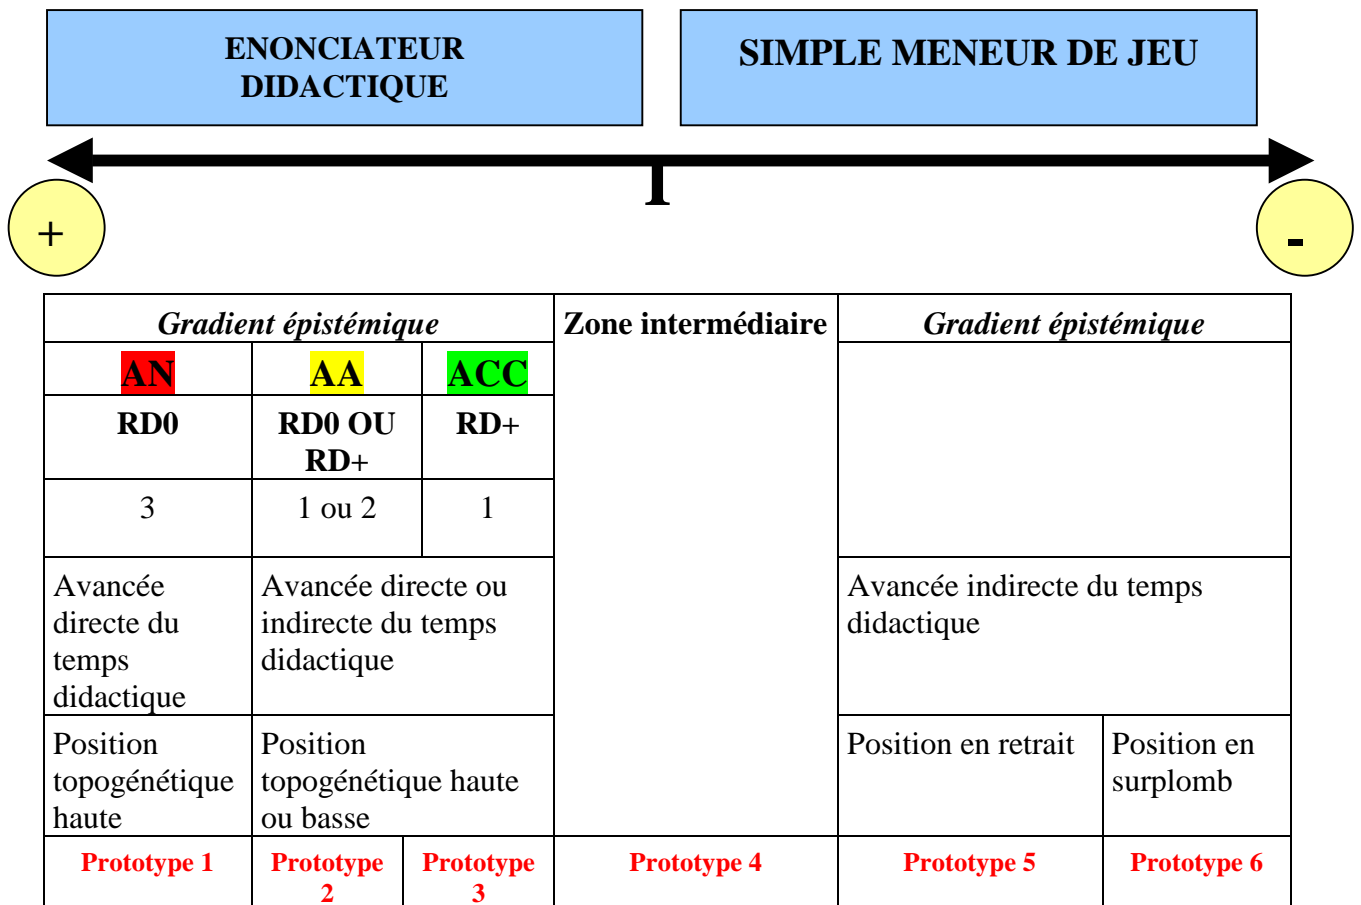 ENONCIATEUR
DIDACTIQUE
SIMPLE MENEUR DE JEU
I
+
-
Gradient épistémique
Zone intermédiaire
Gradient épistémique
AN
AA
ACC
RD0
RD0 OU
RD+
RD+
3
1 ou 2
1
Avancée
directe du
temps
didactique
Avancée directe ou
indirecte du temps
didactique
Avancée indirecte du temps
didactique
Position
topogénétique
haute
Position
topogénétique haute
ou basse
Position en retrait
Position en
surplomb
Prototype 1
Prototype
2
Prototype
3
Prototype 4
Prototype 5
Prototype 6